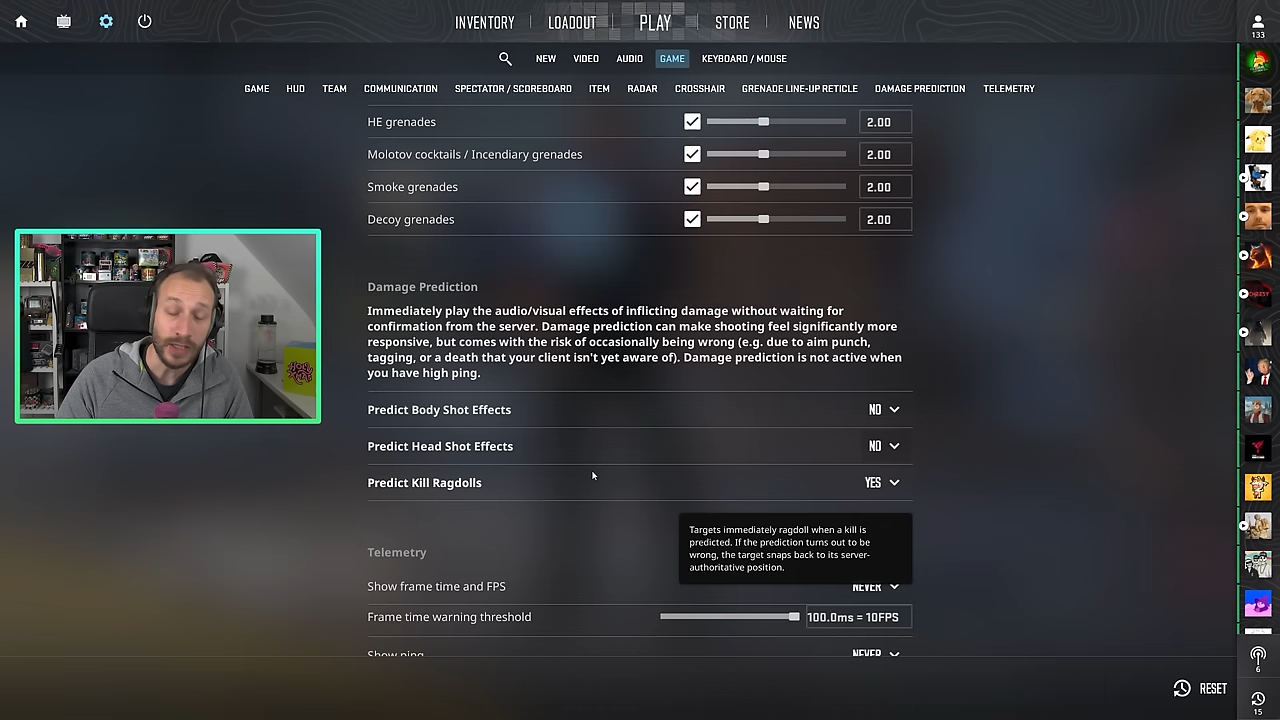 INVENTORY
LOADOUT
PLAY
STORE
NEWS
133
NEW
VIDEO
AUDIO
GAME
KEYBOARD / MOUSE
GAME
HUD
TEAM
COMMUNICATION
SPECTATOR / SCOREBOARD
ITEM
RADAR
CROSSHAIR
GRENADE LINE-UP RETICLE
DAMAGE PREDICTION
TELEMETRY
HE grenades
2.00
Molotov cocktails / Incendiary grenades
2.00
Smoke grenades
2.00
Decoy grenades
2.00
Damage Prediction
Immediately play the audio/visual effects of inflicting damage without waiting for
confirmation from the server. Damage prediction can make shooting feel significantly more
responsive, but comes with the risk of occasionally being wrong (e.g. due to aim punch,
tagging, or a death that your client isn't yet aware of). Damage prediction is not active when
you have high ping.
Predict Body Shot Effects
NO
Predict Head Shot Effects
NO
Predict Kill Ragdolls
YES
Targets immediately ragdoll when a kill is
predicted. If the prediction turns out to be
wrong, the target snaps back to its server-
authoritative position.
Telemetry
Show frame time and FPS
NEVER
Frame time warning threshold
100.0ms = 10FPS
Show ping
NEVER
6
RESET
15